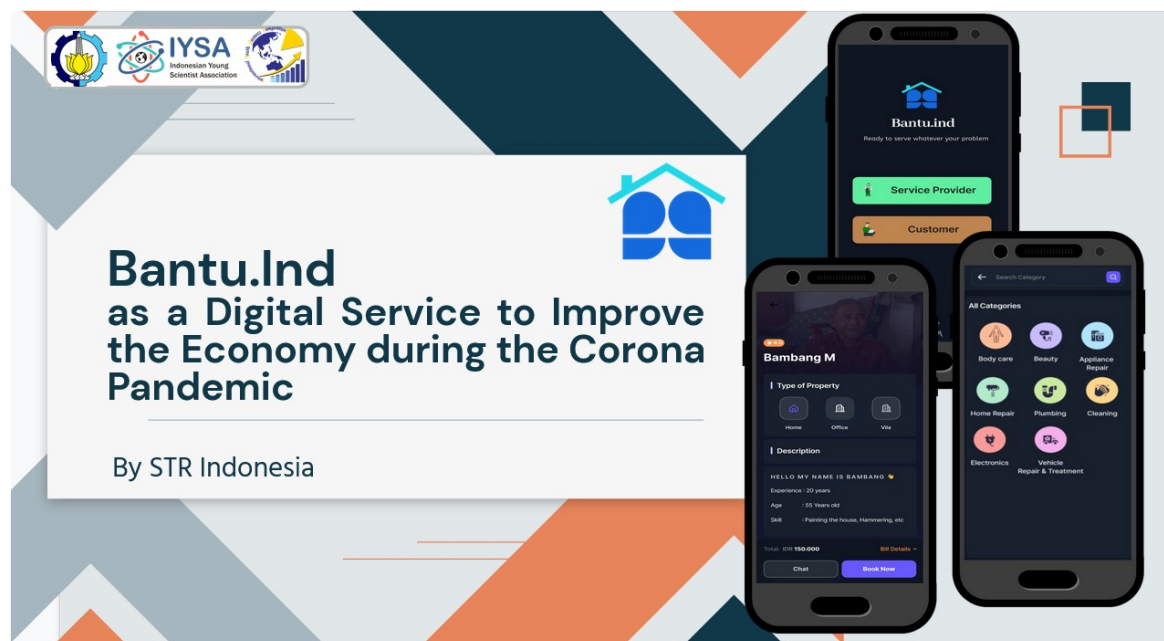 IYSA
Indonesian Young
Scientist Association
Bantu.Ind
as a Digital Service to Improve
the Economy during the Corona
Pandemic
By STR Indonesia
Bantu.ind
Ready to serve whatever your problem
Service Provider
Customer
Bambang M
Type of Property
Home
Office
Vila
Description
HELLO MY NAME IS BAMBANG 👋
Experience : 20 years
Age : 55 Years old
Skill : Painting the house, Hammering, etc
Total: IDR 150.000
Bill Details
Chat
Book Now
Search Category
All Categories
Body care
Beauty
Appliance
Repair
Home Repair
Plumbing
Cleaning
Electronics
Vehicle
Repair & Treatment